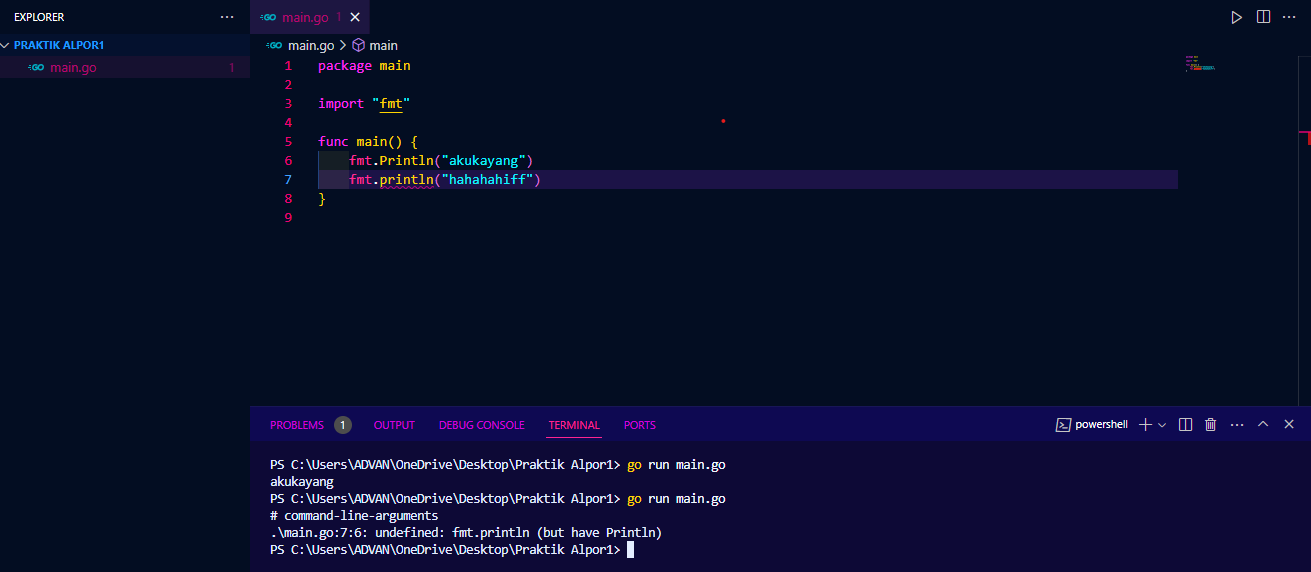 EXPLORER ...
PRAKTIK ALPOR1
GO main.go 1
GO main.go 1
GO main.go > main
1 package main
2
3 import "fmt"
4
5 func main() {
6 fmt.Println("akukayang")
7 fmt.println("hahahahiff")
8 }
9
PROBLEMS 1 OUTPUT DEBUG CONSOLE TERMINAL PORTS powershell
PS C:\Users\ADVAN\OneDrive\Desktop\Praktik Alpor1> go run main.go
akukayang
PS C:\Users\ADVAN\OneDrive\Desktop\Praktik Alpor1> go run main.go
# command-line-arguments
.\main.go:7:6: undefined: fmt.println (but have Println)
PS C:\Users\ADVAN\OneDrive\Desktop\Praktik Alpor1>